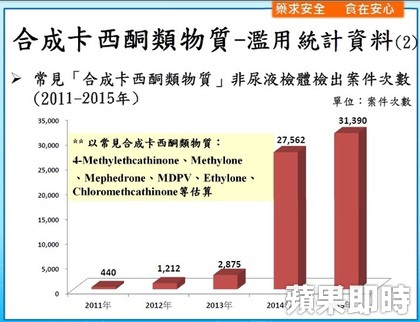 藥求安全 食在安心
合成卡西酮類物質-濫用統計資料(2)
常見「合成卡西酮類物質」非尿液檢體檢出案件次數
(2011-2015年)
單位：案件次數
** 以常見合成卡西酮類物質：
4-Methylethcathinone、Methylone
、Mephedrone、MDPV、Ethylone、
Chloromethcathinone等估算
35,000
30,000
25,000
20,000
15,000
10,000
5,000
0
440
1,212
2,875
27,562
31,390
2011年
2012年
2013年
2014
蘋果即時